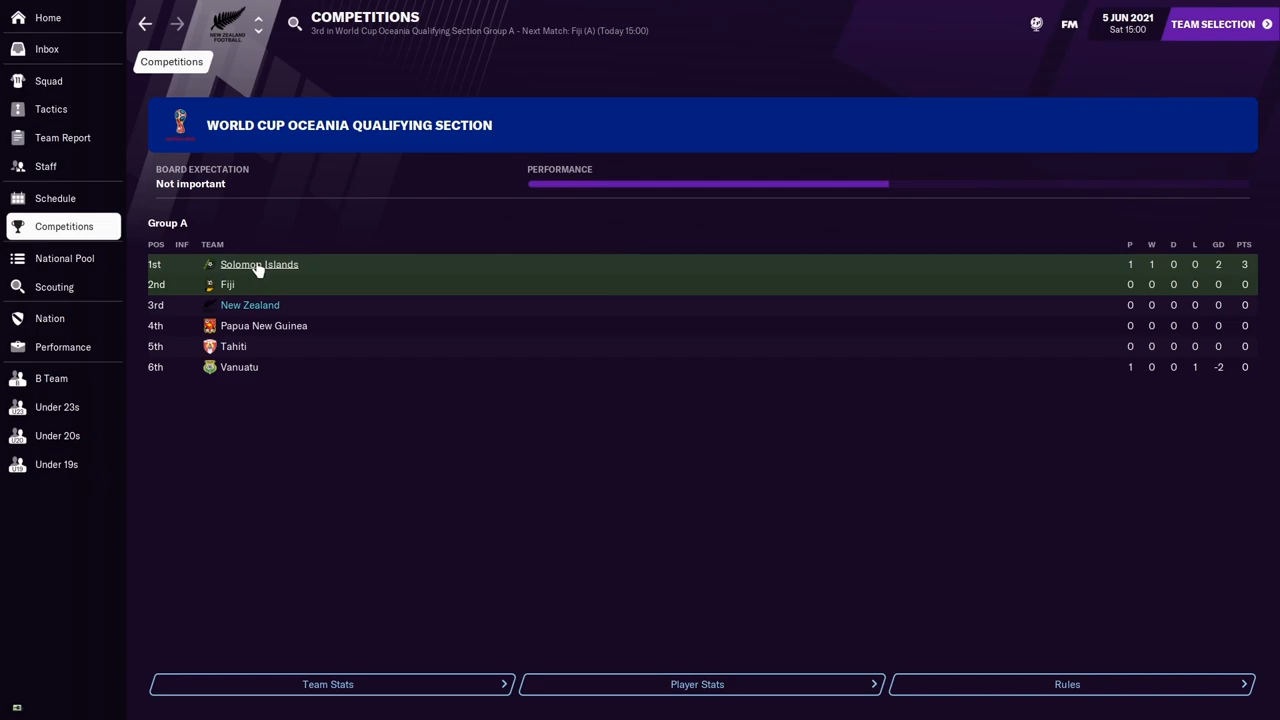 Home
Inbox
Squad
Tactics
Team Report
Staff
Schedule
Competitions
National Pool
Scouting
Nation
Performance
B Team
Under 23s
Under 20s
Under 19s
NEW ZEALAND FOOTBALL
COMPETITIONS
3rd in World Cup Oceania Qualifying Section Group A - Next Match: Fiji (A) (Today 15:00)
FM
5 JUN 2021
Sat 15:00
TEAM SELECTION
Competitions
WORLD CUP OCEANIA QUALIFYING SECTION
BOARD EXPECTATION PERFORMANCE
Not important
Group A
POS INF TEAM P W D L GD PTS
1st Solomon Islands 1 1 0 0 2 3
2nd Fiji 0 0 0 0 0 0
3rd New Zealand 0 0 0 0 0 0
4th Papua New Guinea 0 0 0 0 0 0
5th Tahiti 0 0 0 0 0 0
6th Vanuatu 1 0 0 1 -2 0
Team Stats
Player Stats
Rules